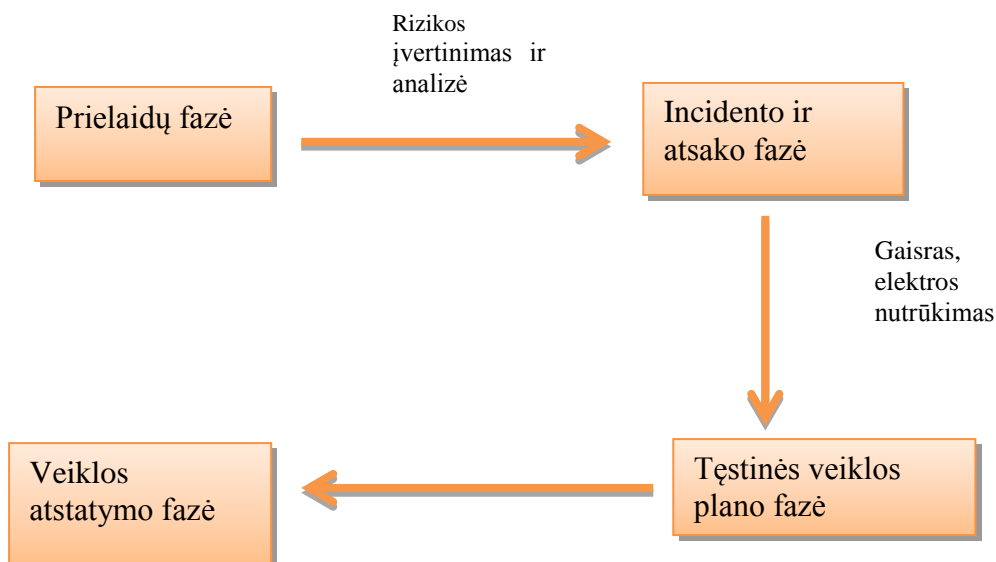 Rizikos
įvertinimas ir
analizė
Prielaidų fazė
Incidento ir
atsako fazė
Gaisras,
elektros
nutrūkimas
Tęstinės veiklos
plano fazė
Veiklos
atstatymo fazė